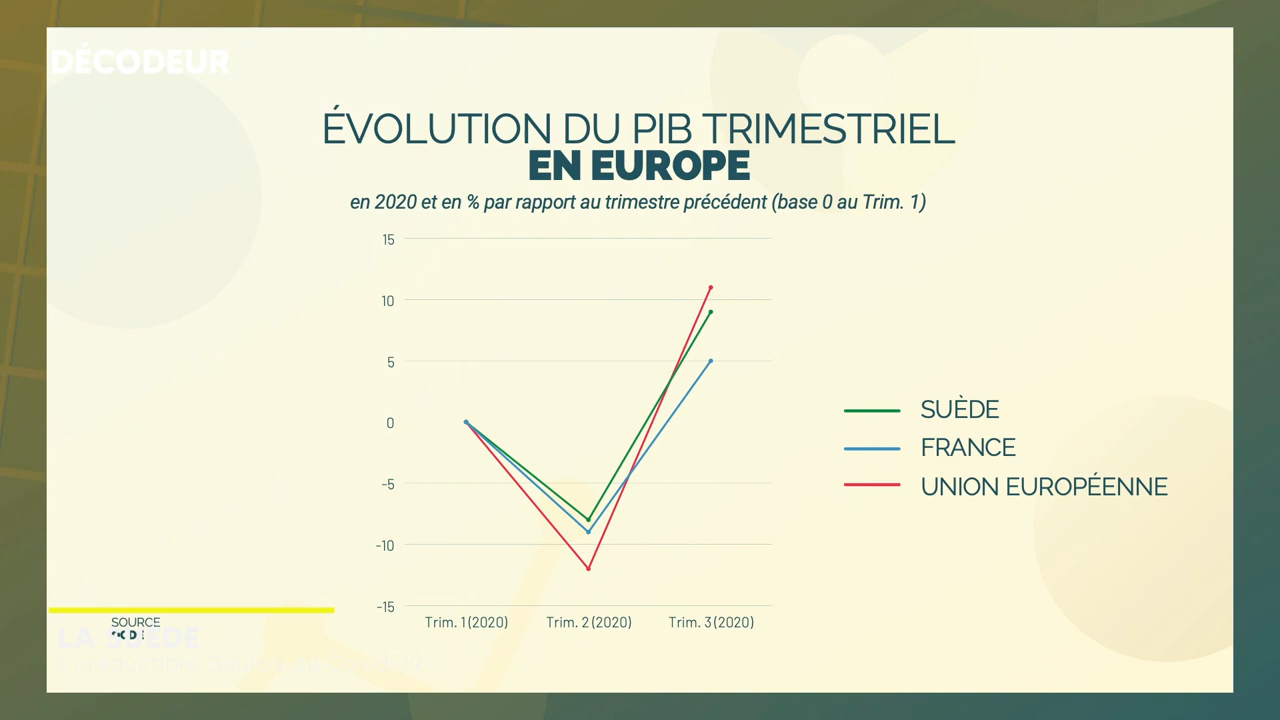 DÉCODEUR
ÉVOLUTION DU PIB TRIMESTRIEL
EN EUROPE
en 2020 et en % par rapport au trimestre précédent (base 0 au Trim. 1)
15
10
5
0
-5
-10
-15
Trim. 1 (2020) Trim. 2 (2020) Trim. 3 (2020)
SUÈDE
FRANCE
UNION EUROPÉENNE
SOURCE
LA SUÈDE